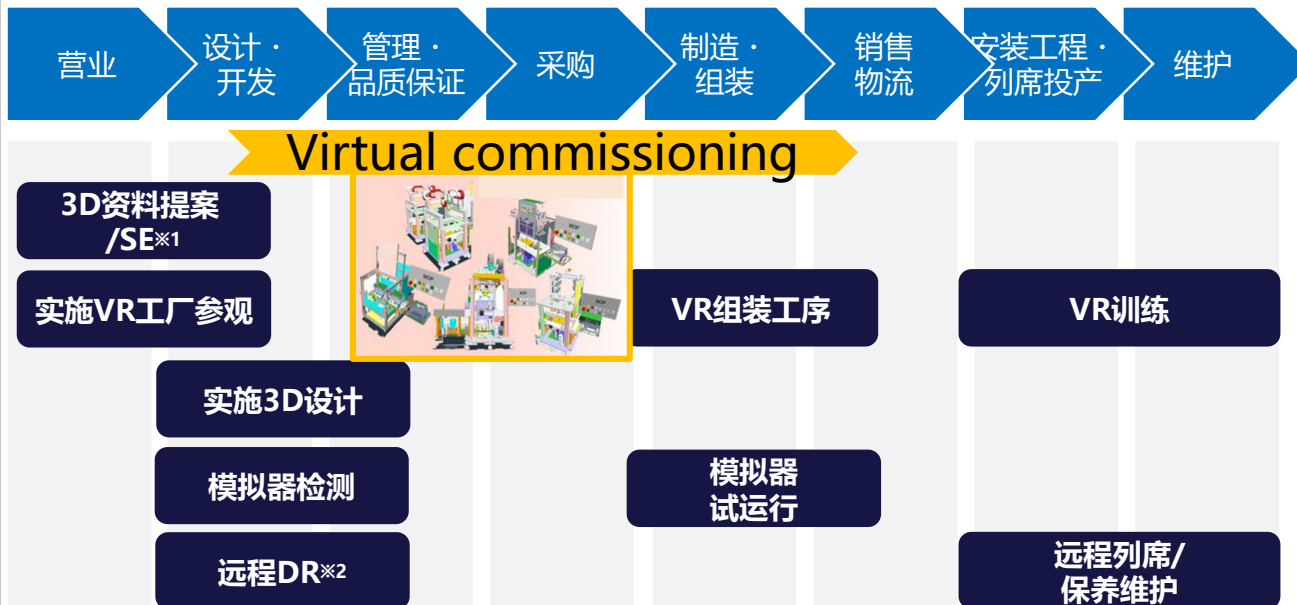 营业
设计・
开发
管理・
品质保证
采购
制造・
组装
销售
物流
安装工程・
列席投产
维护
Virtual commissioning
3D资料提案
/SE※1
实施VR工厂参观
VR组装工序
VR训练
实施3D设计
模拟器检测
模拟器
试运行
远程DR※2
远程列席/
保养维护